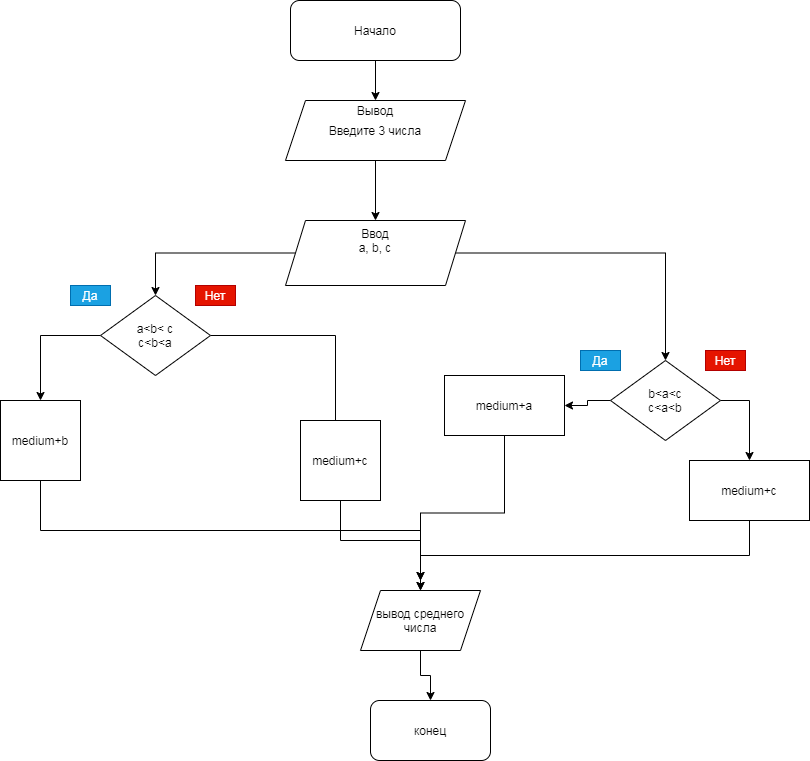 Начало
Вывод
Введите 3 числа
Ввод
a, b, c
Да
Нет
a<b< c
c<b<a
Да
Нет
b<a<c
c<a<b
medium+a
medium+b
medium+c
medium+c
вывод среднего
числа
конец